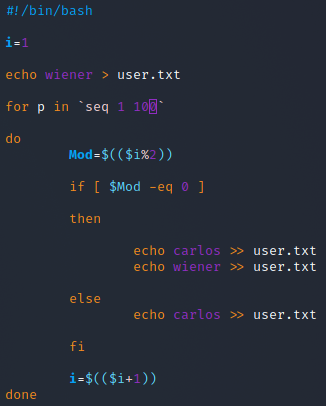 #!/bin/bash
i=1
echo wiener > user.txt
for p in `seq 1 100`
do
Mod=$(($i%2))
if [ $Mod -eq 0 ]
then
echo carlos >> user.txt
echo wiener >> user.txt
else
echo carlos >> user.txt
fi
i=$(($i+1))
done